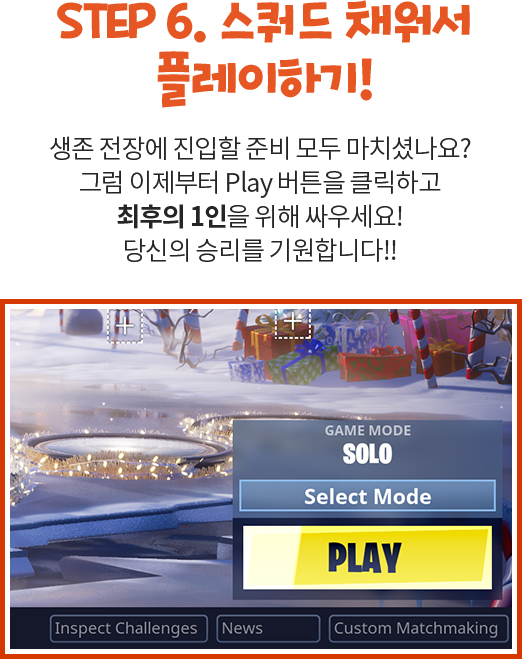 STEP 6. 스쿼드 채워서
플레이하기!
생존 전장에 진입할 준비 모두 마치셨나요?
그럼 이제부터 Play 버튼을 클릭하고
최후의 1인을 위해 싸우세요!
당신의 승리를 기원합니다!!
GAME MODE
SOLO
Select Mode
PLAY
Inspect Challenges News Custom Matchmaking